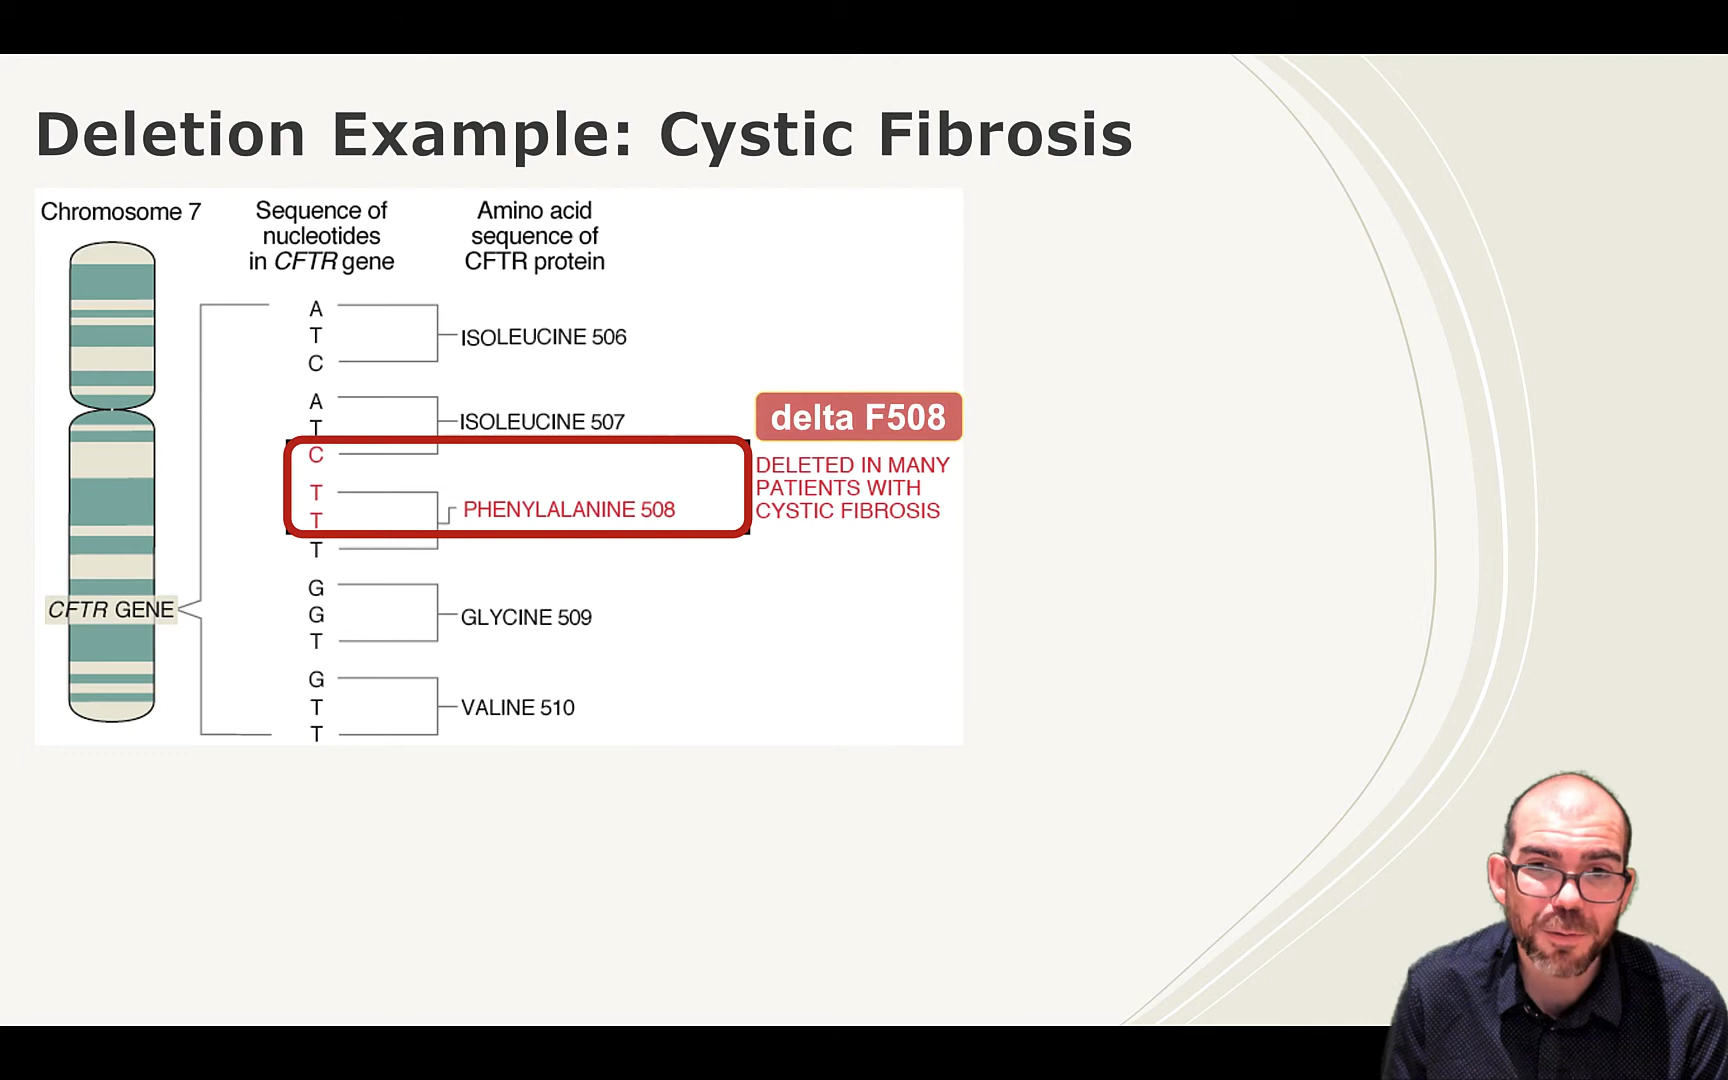 Deletion Example: Cystic Fibrosis
Chromosome 7
Sequence of
nucleotides
in CFTR gene
Amino acid
sequence of
CFTR protein
A
T
C
ISOLEUCINE 506
A
T
C
ISOLEUCINE 507
T
T
T
PHENYLALANINE 508
delta F508
DELETED IN MANY
PATIENTS WITH
CYSTIC FIBROSIS
G
G
T
GLYCINE 509
CFTR GENE
G
T
T
VALINE 510